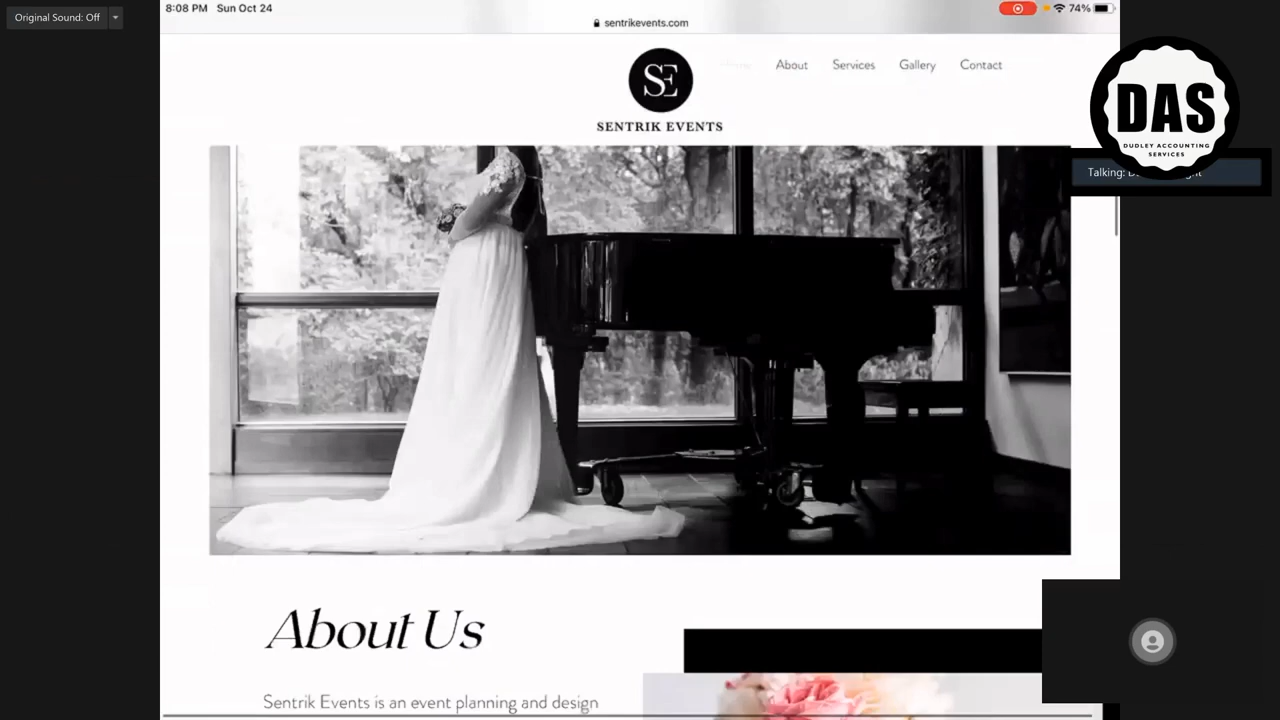 Original Sound: Off
8:08 PM Sun Oct 24
74%
sentrikevents.com
SE
SENTRIK EVENTS
Home
About
Services
Gallery
Contact
DAS
DUDLEY ACCOUNTING
SERVICES
Talking:
About Us
Sentrik Events is an event planning and design